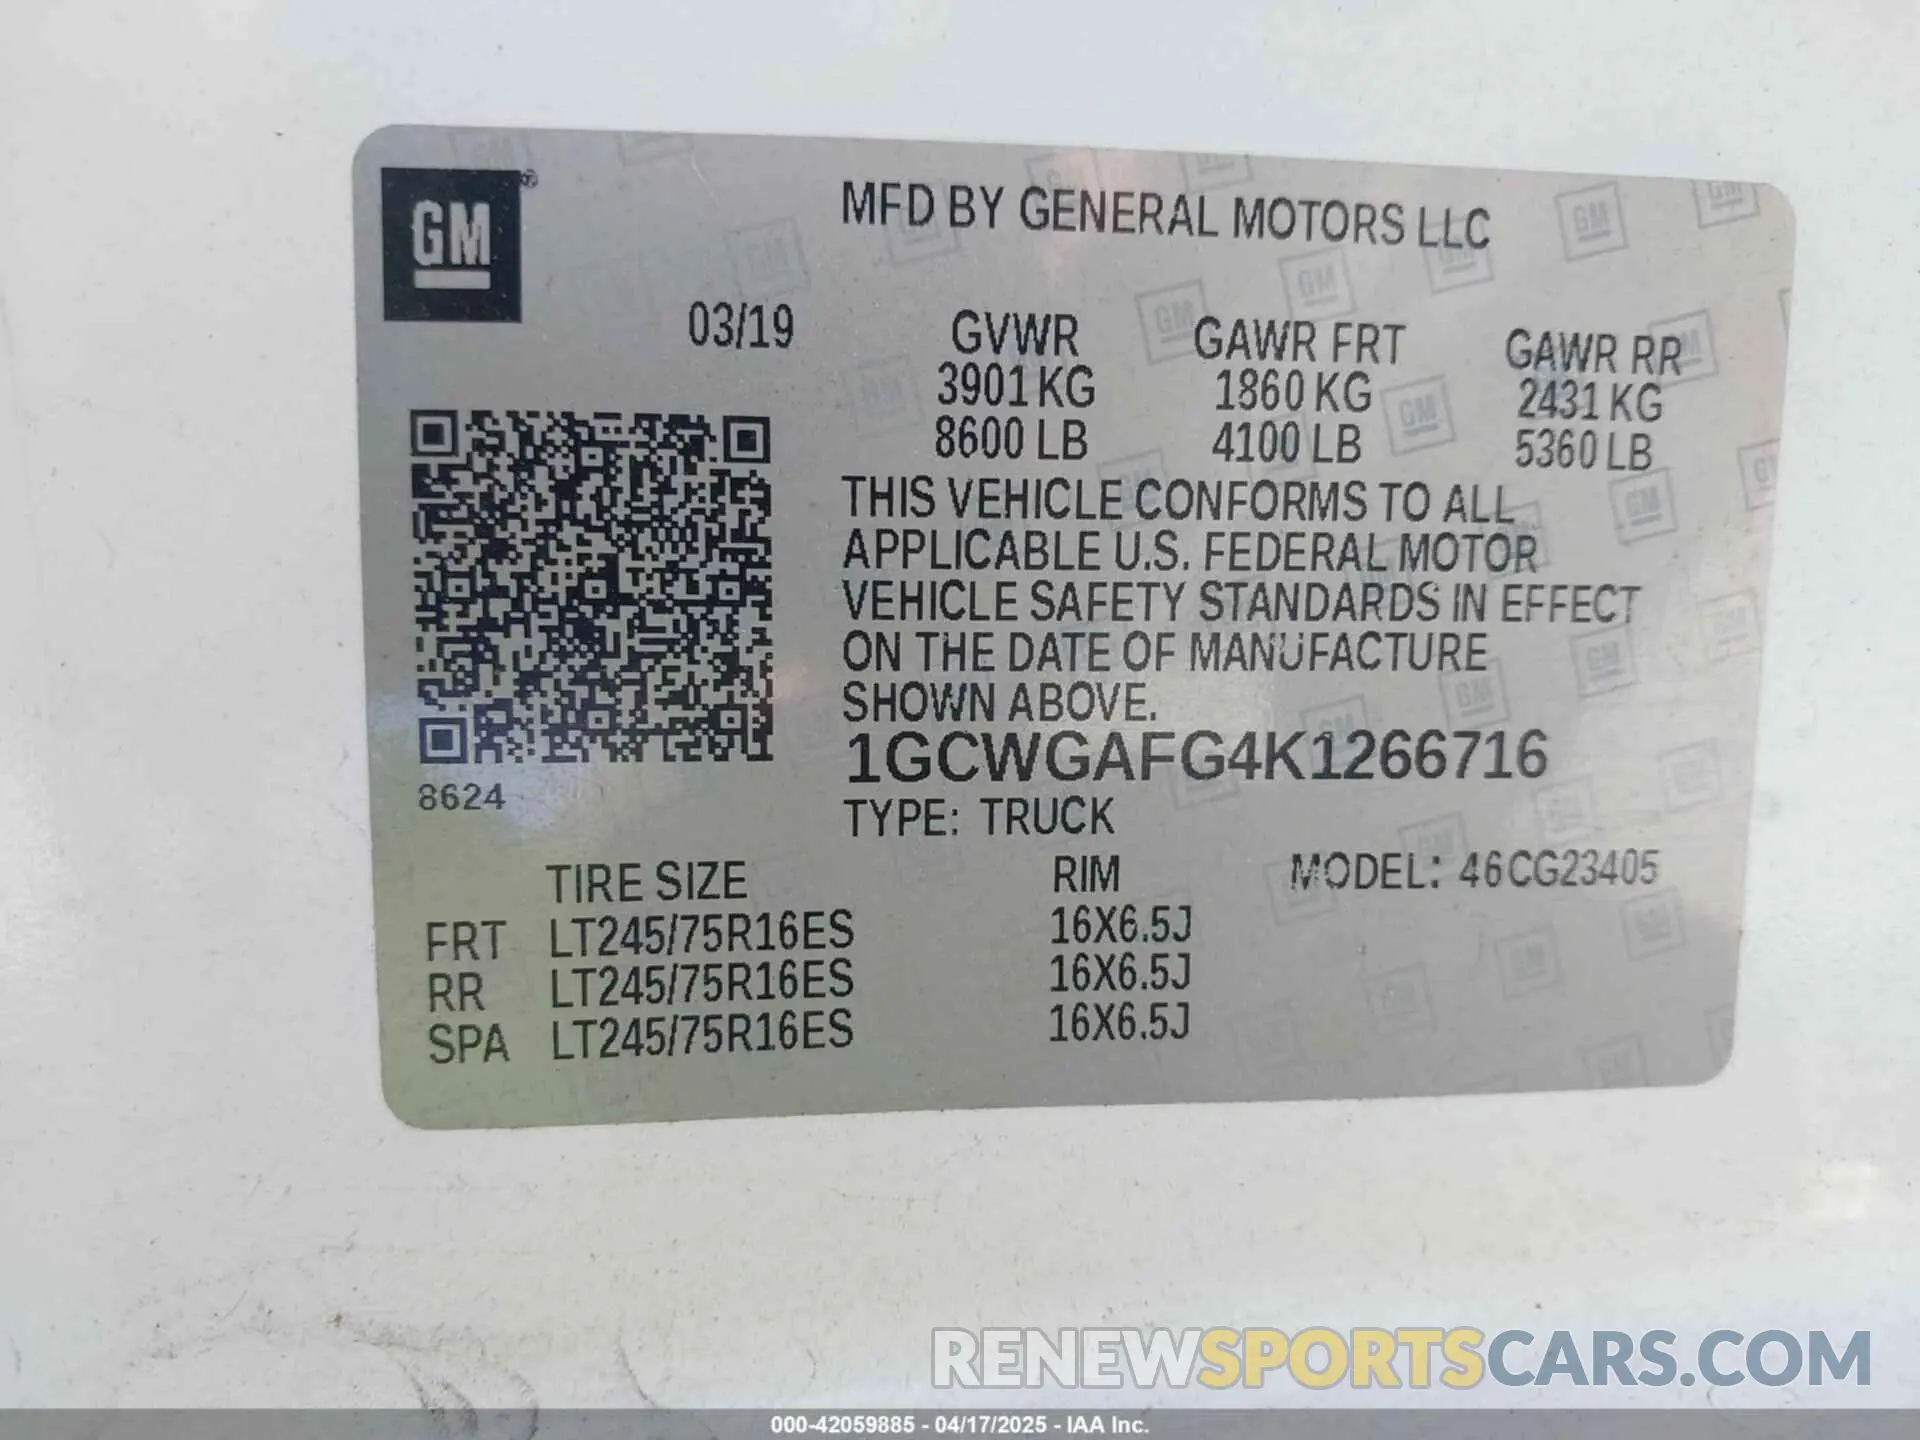 GM
MFD BY GENERAL MOTORS LLC
03/19
GVWR GAWR FRT GAWR RR
3901 KG 1860 KG 2431 KG
8600 LB 4100 LB 5360 LB
THIS VEHICLE CONFORMS TO ALL
APPLICABLE U.S. FEDERAL MOTOR
VEHICLE SAFETY STANDARDS IN EFFECT
ON THE DATE OF MANUFACTURE
SHOWN ABOVE.
1GCWGAFG4K1266716
8624
TYPE: TRUCK
TIRE SIZE RIM MODEL: 46CG23405
FRT LT245/75R16ES 16X6.5J
RR LT245/75R16ES 16X6.5J
SPA LT245/75R16ES 16X6.5J
RENEWSPORTSCARS.COM
000-42059885 - 04/17/2025 - IAA Inc.